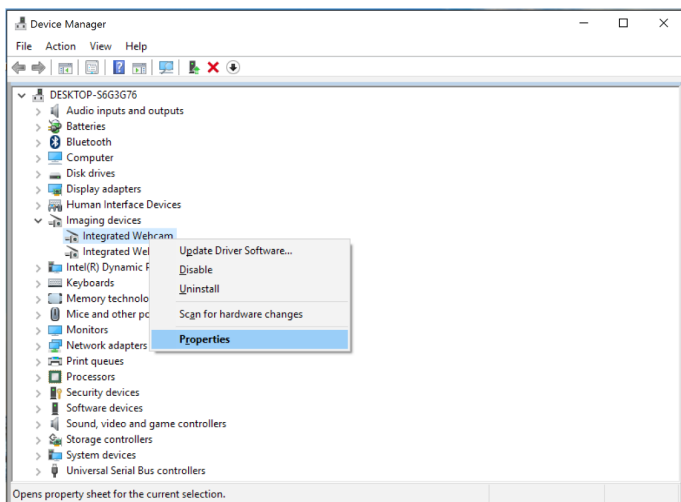 Device Manager
File Action View Help
DESKTOP-S6G3G76
Audio inputs and outputs
Batteries
Bluetooth
Computer
Disk drives
Display adapters
Human Interface Devices
Imaging devices
Integrated Webcam
Integrated
Intel(R) Dynamic
Keyboards
Memory
Mice and other
Monitors
Network adapters
Print queues
Processors
Security devices
Software devices
Sound, video and game controllers
Storage controllers
System devices
Universal Serial Bus controllers
Update Driver Software...
Disable
Uninstall
Scan for hardware changes
Properties
Opens property sheet for the current selection.